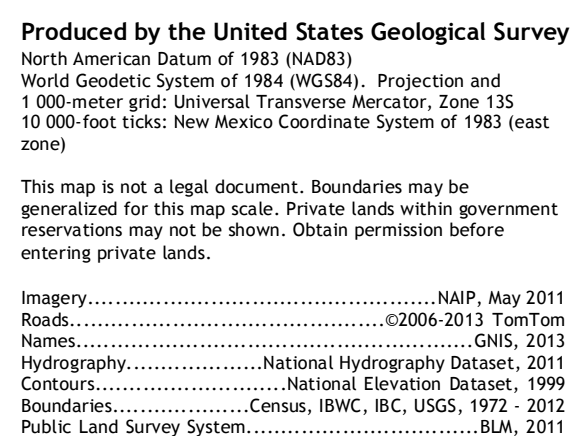 Produced by the United States Geological Survey
North American Datum of 1983 (NAD83)
World Geodetic System of 1984 (WGS84).  Projection and
1 000-meter grid: Universal Transverse Mercator, Zone 13S
10 000-foot ticks: New Mexico Coordinate System of 1983 (east
zone)
This map is not a legal document. Boundaries may be
generalized for this map scale. Private lands within government
reservations may not be shown. Obtain permission before
entering private lands.
Imagery....................................................NAIP, May 2011
Roads...............................................©2006-2013 TomTom
Names...........................................................GNIS, 2013
Hydrography....................National Hydrography Dataset, 2011
Contours............................National Elevation Dataset, 1999
Boundaries....................Census, IBWC, IBC, USGS, 1972 - 2012
Public Land Survey System..................................BLM, 2011